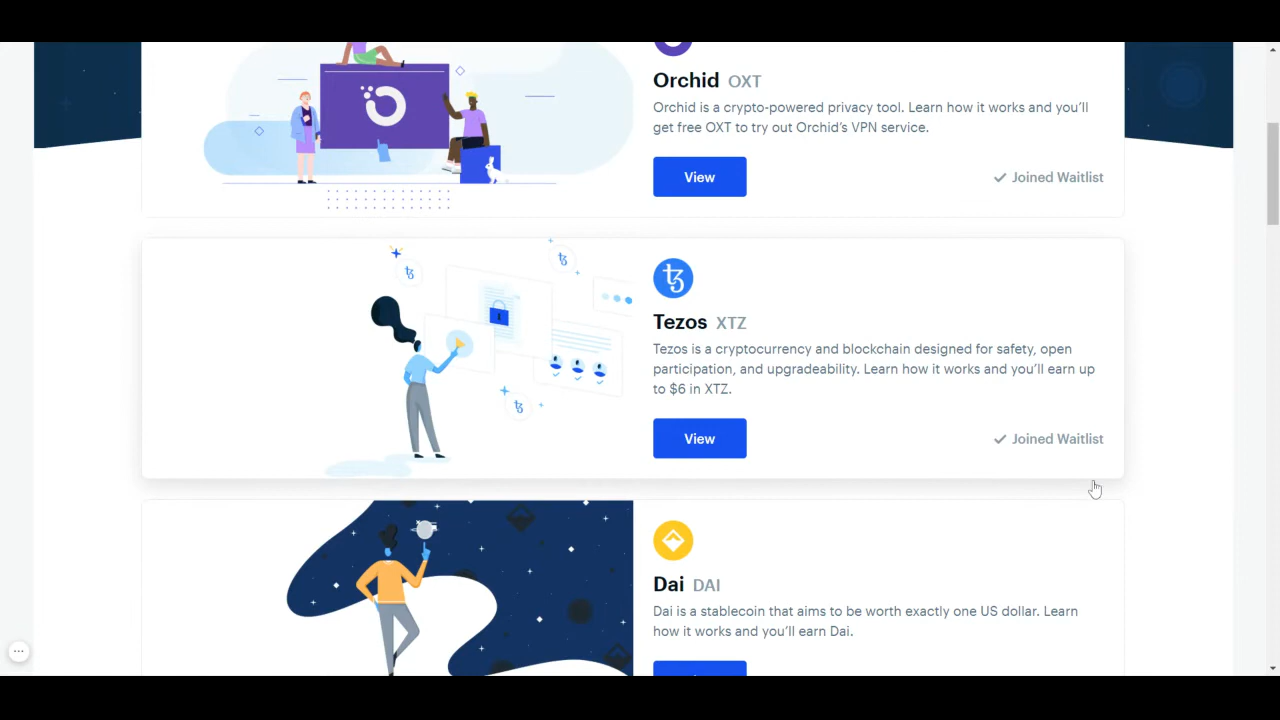 Orchid OXT
Orchid is a crypto-powered privacy tool. Learn how it works and you’ll
get free OXT to try out Orchid’s VPN service.
View
Joined Waitlist
Tezos XTZ
Tezos is a cryptocurrency and blockchain designed for safety, open
participation, and upgradeability. Learn how it works and you’ll earn up
to $6 in XTZ.
View
Joined Waitlist
Dai DAI
Dai is a stablecoin that aims to be worth exactly one US dollar. Learn
how it works and you’ll earn Dai.